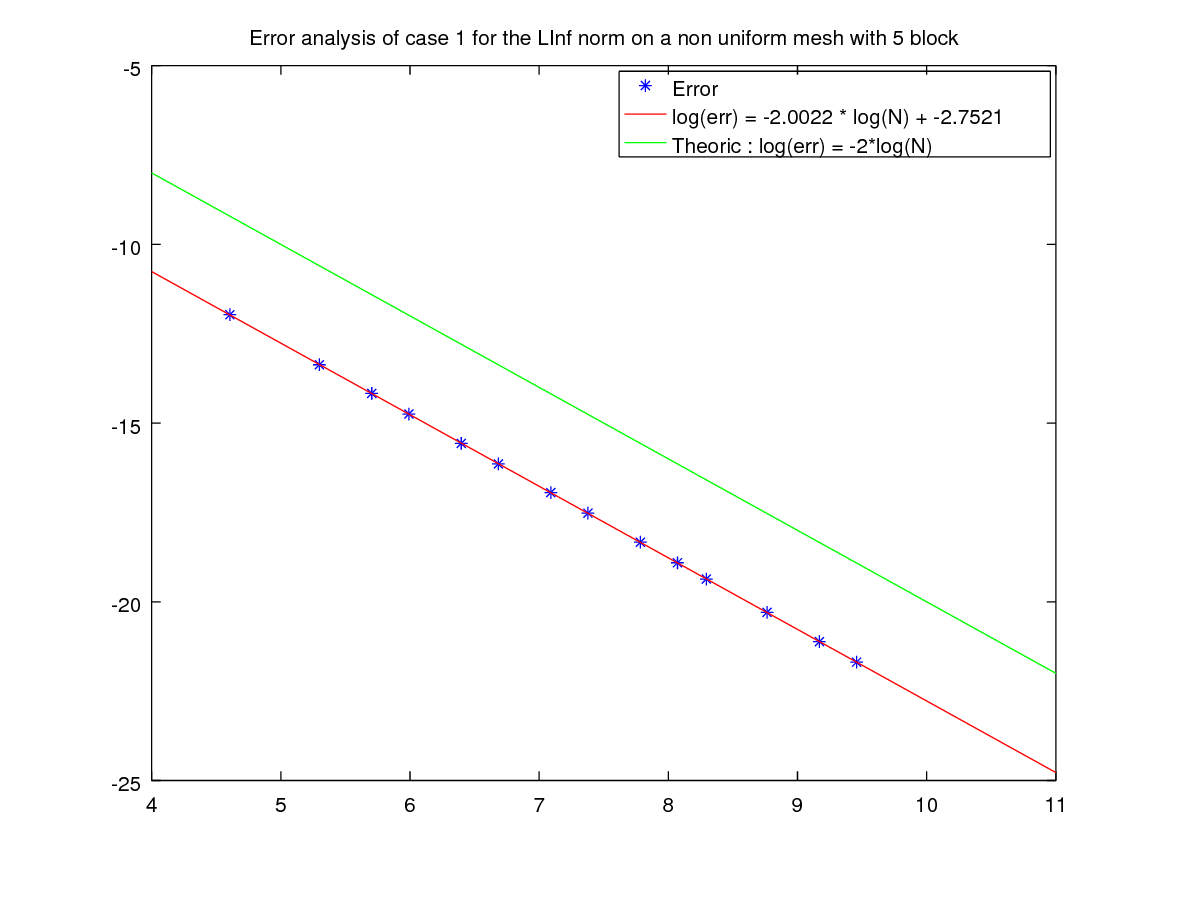 Error analysis of case 1 for the LInf norm on a non uniform mesh with 5 block
Error
log(err) = -2.0022 * log(N) + -2.7521
Theoric : log(err) = -2*log(N)
-5
-10
-15
-20
-25
4 5 6 7 8 9 10 11